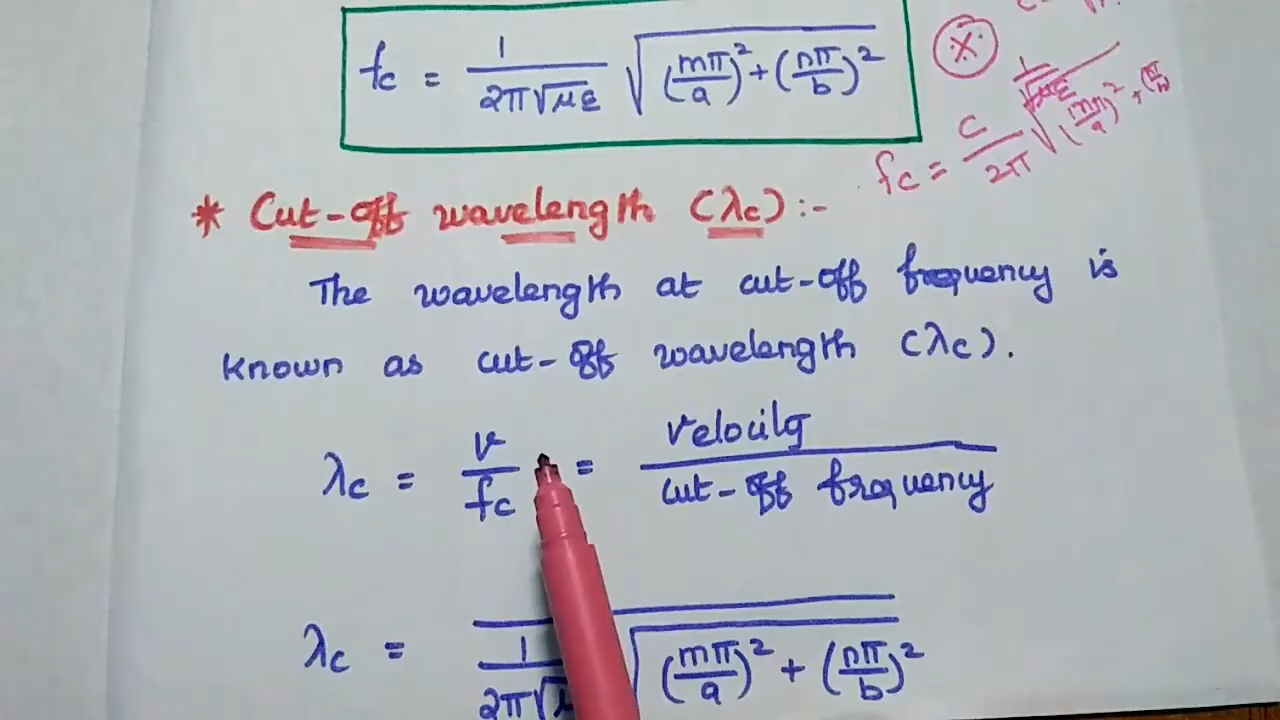 fc = 1/2π√με √(mπ/a)² + (nπ/b)²
fc = c/2π √(mπ/a)² + (π/b
* Cut-off wavelength (λc) :-
The wavelength at cut-off frequency is
known as cut-off wavelength (λc).
λc = v/fc = velocity/cut-off frequency
λc = 1/2π√μ √(mπ/a)² + (nπ/b)²